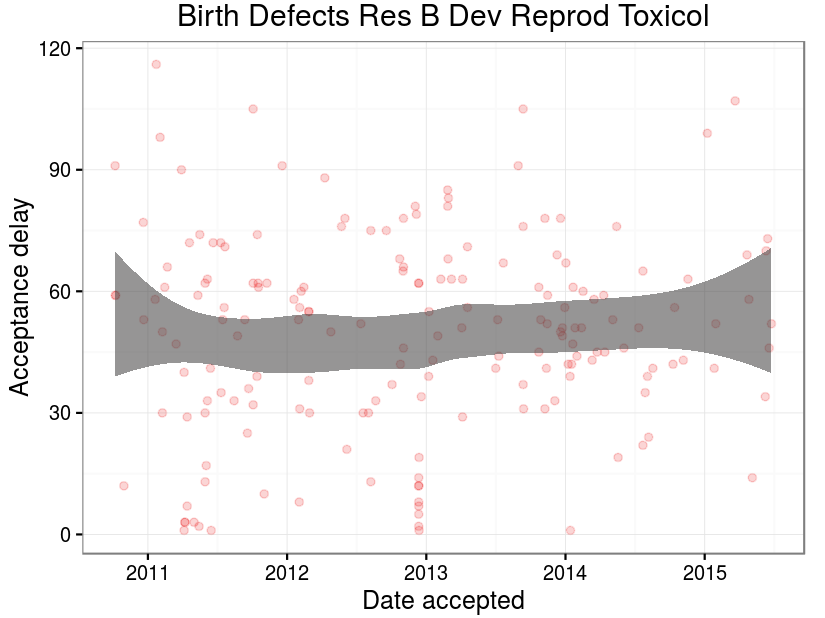 Birth Defects Res B Dev Reprod Toxicol
120
90
60
30
0
Acceptance delay
2011 2012 2013 2014 2015
Date accepted